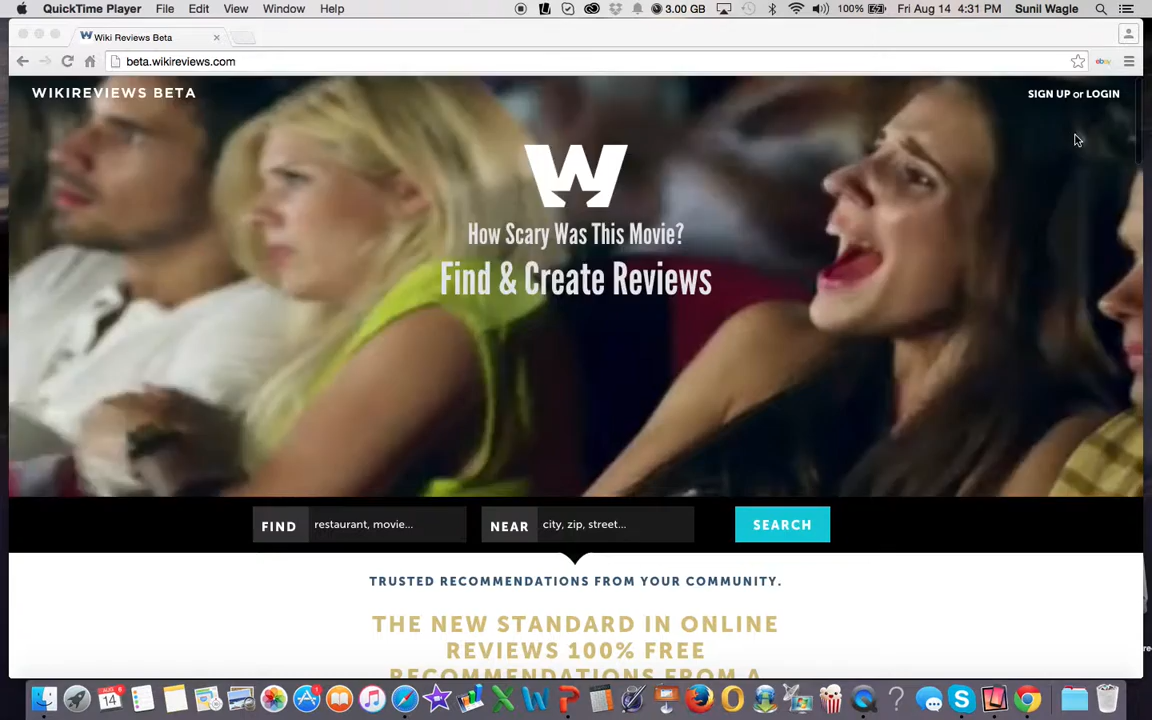 QuickTime Player File Edit View Window Help 3.00 GB 100% Fri Aug 14 4:31 PM Sunil Wagle
Wiki Reviews Beta
beta.wikireviews.com
ebay
WIKIREVIEWS BETA
SIGN UP or LOGIN
W
How Scary Was This Movie?
Find & Create Reviews
FIND restaurant, movie... NEAR city, zip, street... SEARCH
TRUSTED RECOMMENDATIONS FROM YOUR COMMUNITY.
THE NEW STANDARD IN ONLINE
REVIEWS 100% FREE
RECOMMENDATIONS FROM A